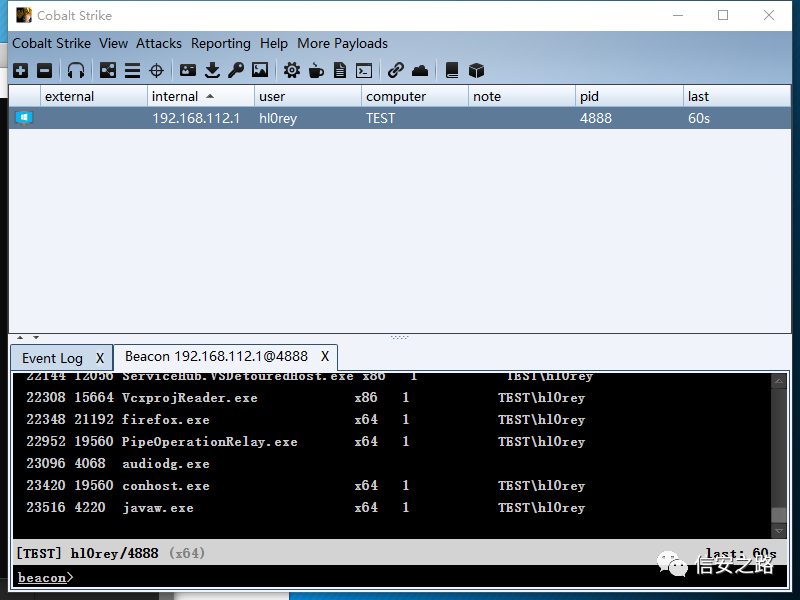 Cobalt Strike
Cobalt Strike View Attacks Reporting Help More Payloads
external internal user computer note pid last
192.168.112.1 hl0rey TEST 4888 60s
Event Log X Beacon 192.168.112.1@4888 X
22144 12056 ServiceHub.VSDetouredHost.exe x86 1 TEST\hl0rey
22308 15664 VcxprojReader.exe x86 1 TEST\hl0rey
22348 21192 firefox.exe x64 1 TEST\hl0rey
22952 19560 PipeOperationRelay.exe x64 1 TEST\hl0rey
23096 4068 audiodg.exe
23420 19560 conhost.exe x64 1 TEST\hl0rey
23516 4220 javaw.exe x64 1 TEST\hl0rey
[TEST] hl0rey/4888 (x64) last: 60s
信安之路
beacon>